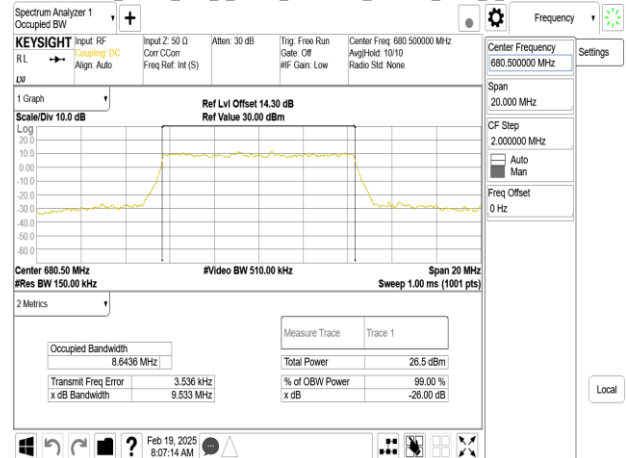 Spectrum Analyzer 1
Occupied BW
+
Frequency
KEYSIGHT Input: RF Input Z: 50 Ω Atten: 30 dB Trig: Free Run Center Freq: 680.500000 MHz
RL Coupling: DC Corr CCorr Gate: Off Avg|Hold: 10/10
Align: Auto Freq Ref: Int (S) #IF Gain: Low Radio Std: None
LXI
Center Frequency
680.500000 MHz
Settings
Span
20.000 MHz
CF Step
2.000000 MHz
Auto
Man
Freq Offset
0 Hz
1 Graph
Ref Lvl Offset 14.30 dB
Scale/Div 10.0 dB Ref Value 30.00 dBm
Log
20.0
10.0
0.00
-10.0
-20.0
-30.0
-40.0
-50.0
-60.0
Center 680.50 MHz #Video BW 510.00 kHz Span 20 MHz
#Res BW 150.00 kHz Sweep 1.00 ms (1001 pts)
2 Metrics
Measure Trace Trace 1
Occupied Bandwidth
8.6436 MHz
Total Power 26.5 dBm
Transmit Freq Error 3.536 kHz % of OBW Power 99.00 %
x dB Bandwidth 9.533 MHz x dB -26.00 dB
Local
? Feb 19, 2025
8:07:14 AM